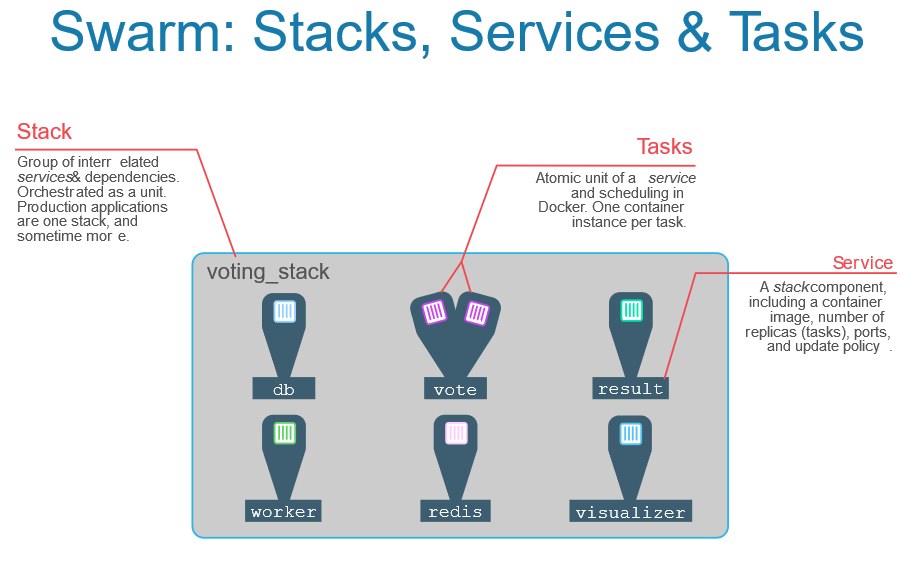 Swarm: Stacks, Services & Tasks
Stack
Group of interr elated
services& dependencies.
Orchestrated as a unit.
Production applications
are one stack, and
sometime mor e.
Tasks
Atomic unit of a service
and scheduling in
Docker. One container
instance per task.
Service
A stackcomponent,
including a container
image, number of
replicas (tasks), ports,
and update policy .
voting_stack
db
vote
result
worker
redis
visualizer